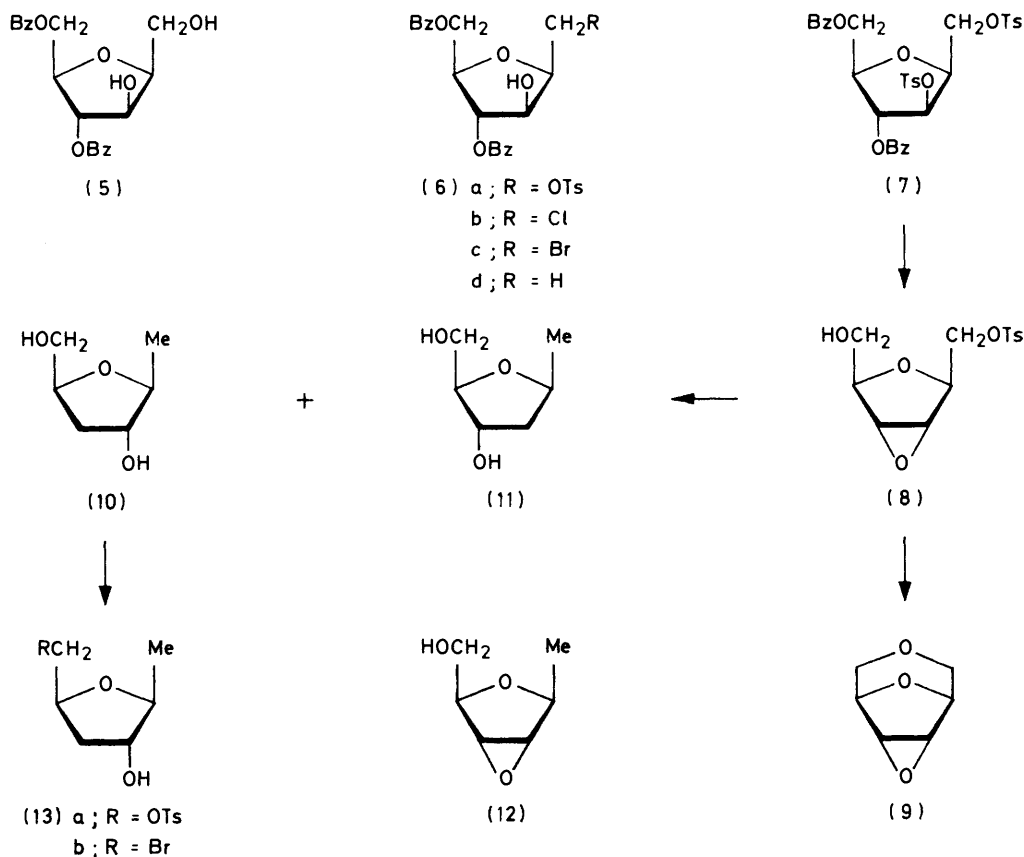 BzOCH2 CH2OH
O
HO
OBz
(5)
BzOCH2 CH2R
O
HO
OBz
(6) a; R = OTs
b; R = Cl
c; R = Br
d; R = H
BzOCH2 CH2OTs
O
TsO
OBz
(7)
HOCH2 Me
O
OH
(10)
+
HOCH2 Me
O
OH
(11)
HOCH2 CH2OTs
O
O
(8)
RCH2 Me
O
OH
(13) a; R = OTs
b; R = Br
HOCH2 Me
O
O
(12)
O
O
O
(9)